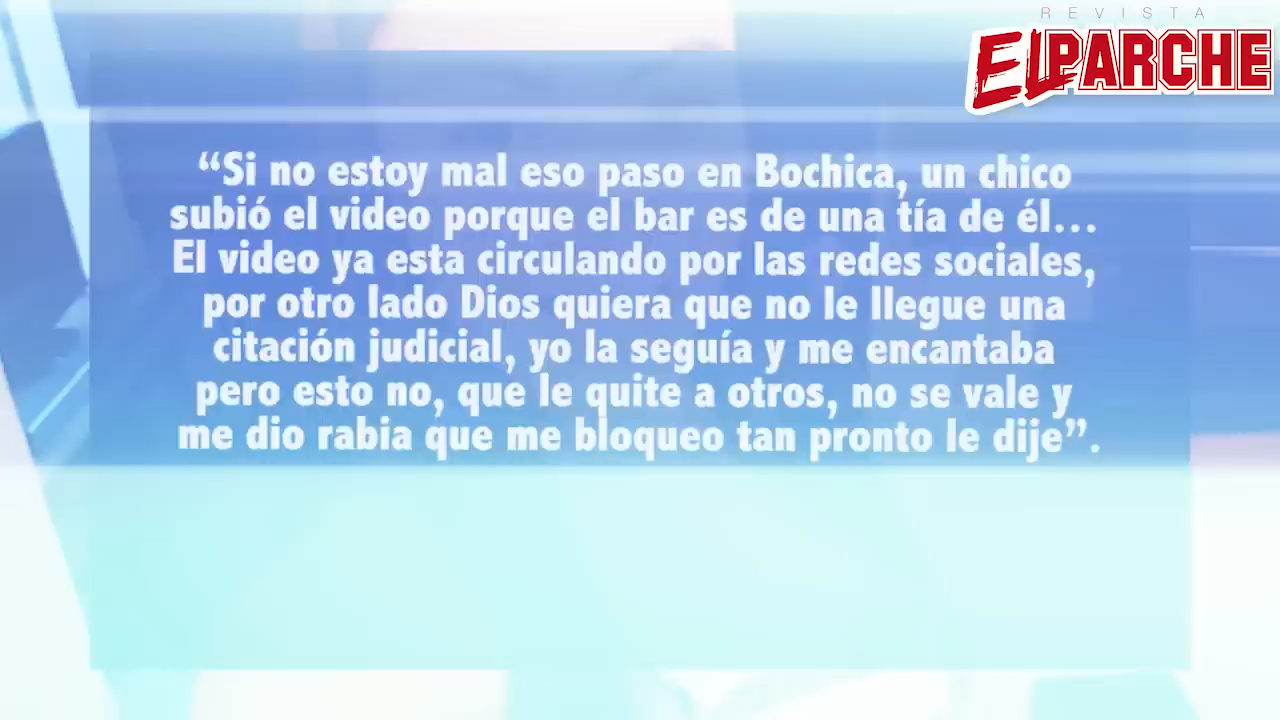 REVISTA
EL PARCHE
“Si no estoy mal eso paso en Bochica, un chico
subió el video porque el bar es de una tía de él...
El video ya esta circulando por las redes sociales,
por otro lado Dios quiera que no le llegue una
citación judicial, yo la seguía y me encantaba
pero esto no, que le quite a otros, no se vale y
me dio rabia que me bloqueo tan pronto le dije”.